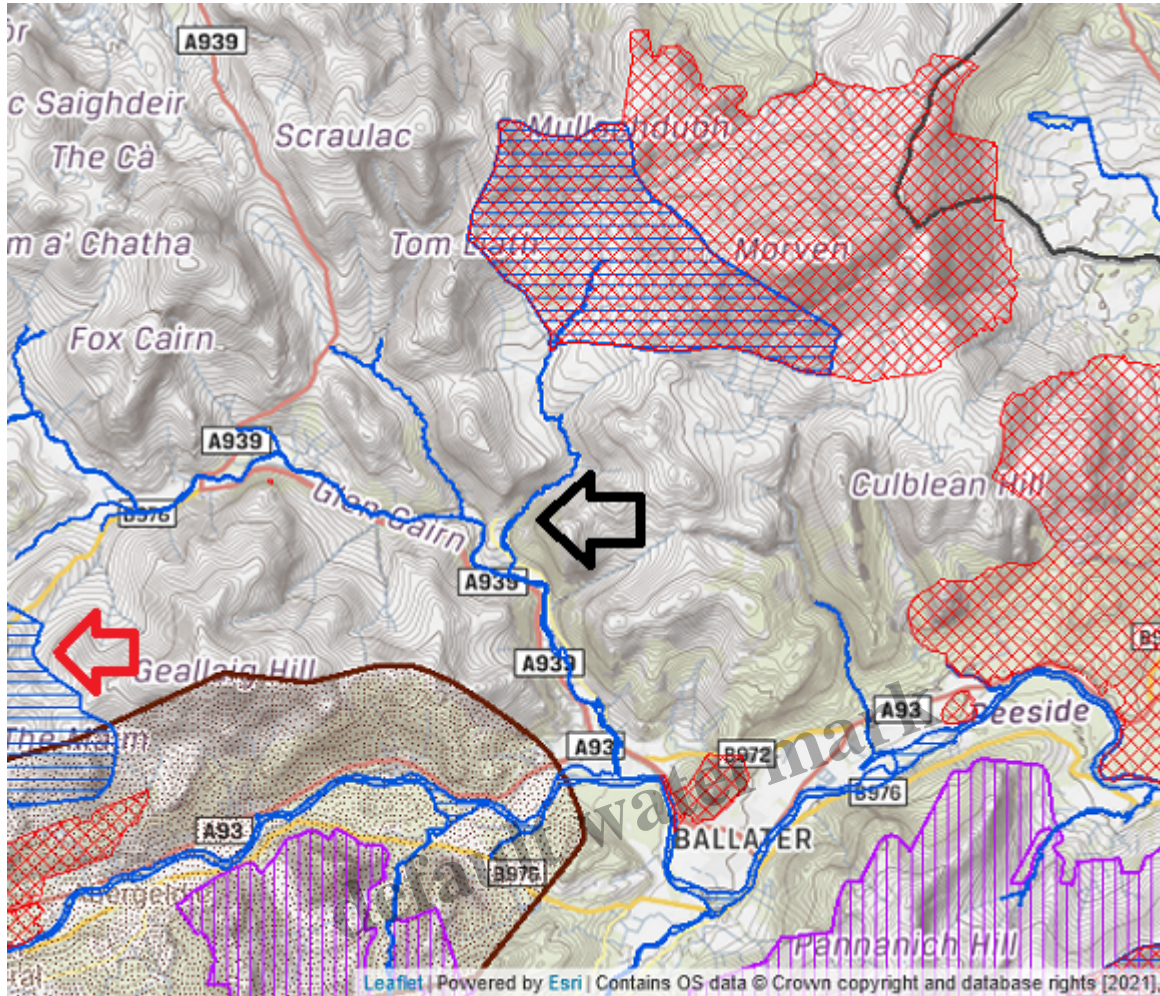 A939
c Saighdeir
Scraulac
The Cà
Mullachdubh
m a' Chatha
Morven
Fox Cairn
A939
Culblean Hill
B976
Glen Gairn
A939
A939
Geallaig Hill
A93
Deeside
A93
B972
B976
A93
BALLATER
B976
Pannanich Hill
Leaflet | Powered by Esri | Contains OS data © Crown copyright and database rights [2021],